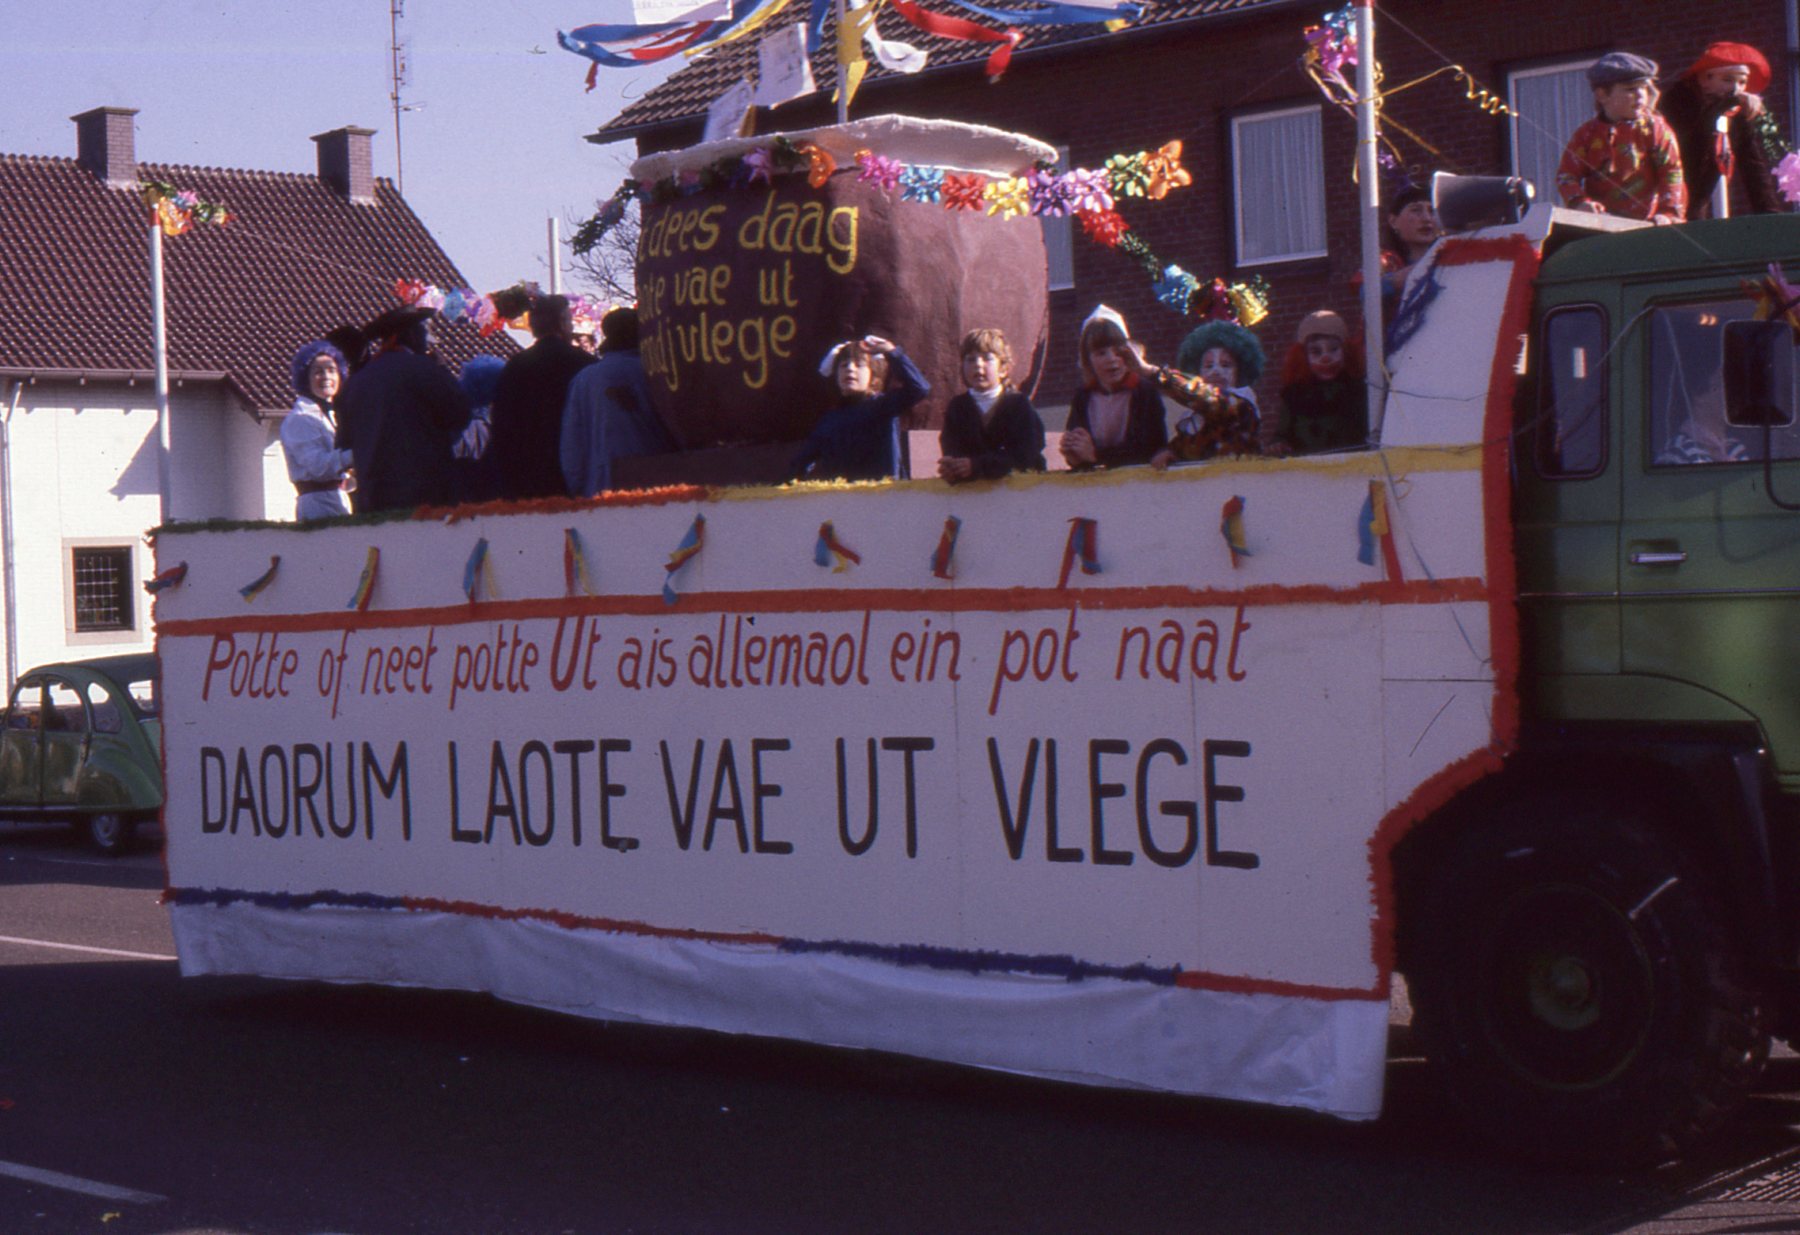 dees daag
vae ut
vlege
Potte of neet potte Ut ais allemaol ein pot naat
DAORUM LAOTE VAE UT VLEGE